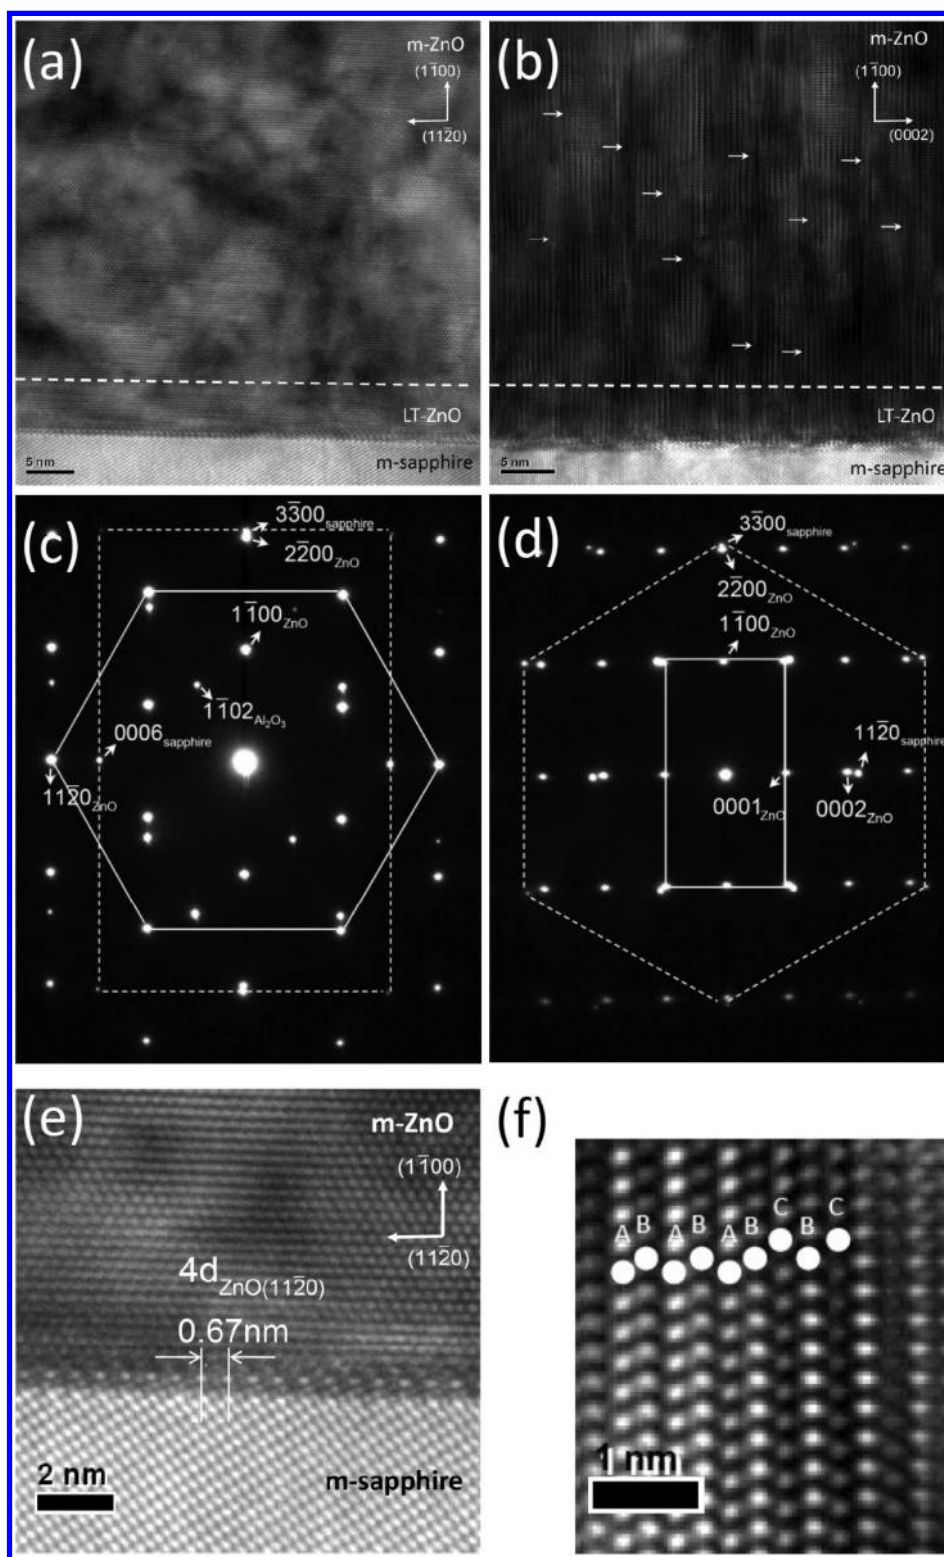 (a)
m-ZnO
(11̅00)
(112̅0)
LT-ZnO
5 nm
m-sapphire
(b)
m-ZnO
(11̅00)
(0002)
LT-ZnO
5 nm
m-sapphire
(c)
33̅00sapphire
22̅00ZnO
11̅00ZnO
11̅02Al2O3
0006sapphire
112̅0ZnO
(d)
33̅00sapphire
22̅00ZnO
11̅00ZnO
112̅0sapphire
0001ZnO
0002ZnO
(e)
m-ZnO
(11̅00)
(112̅0)
4dZnO(112̅0)
0.67nm
2 nm
m-sapphire
(f)
A B A B A B C B C
1 nm